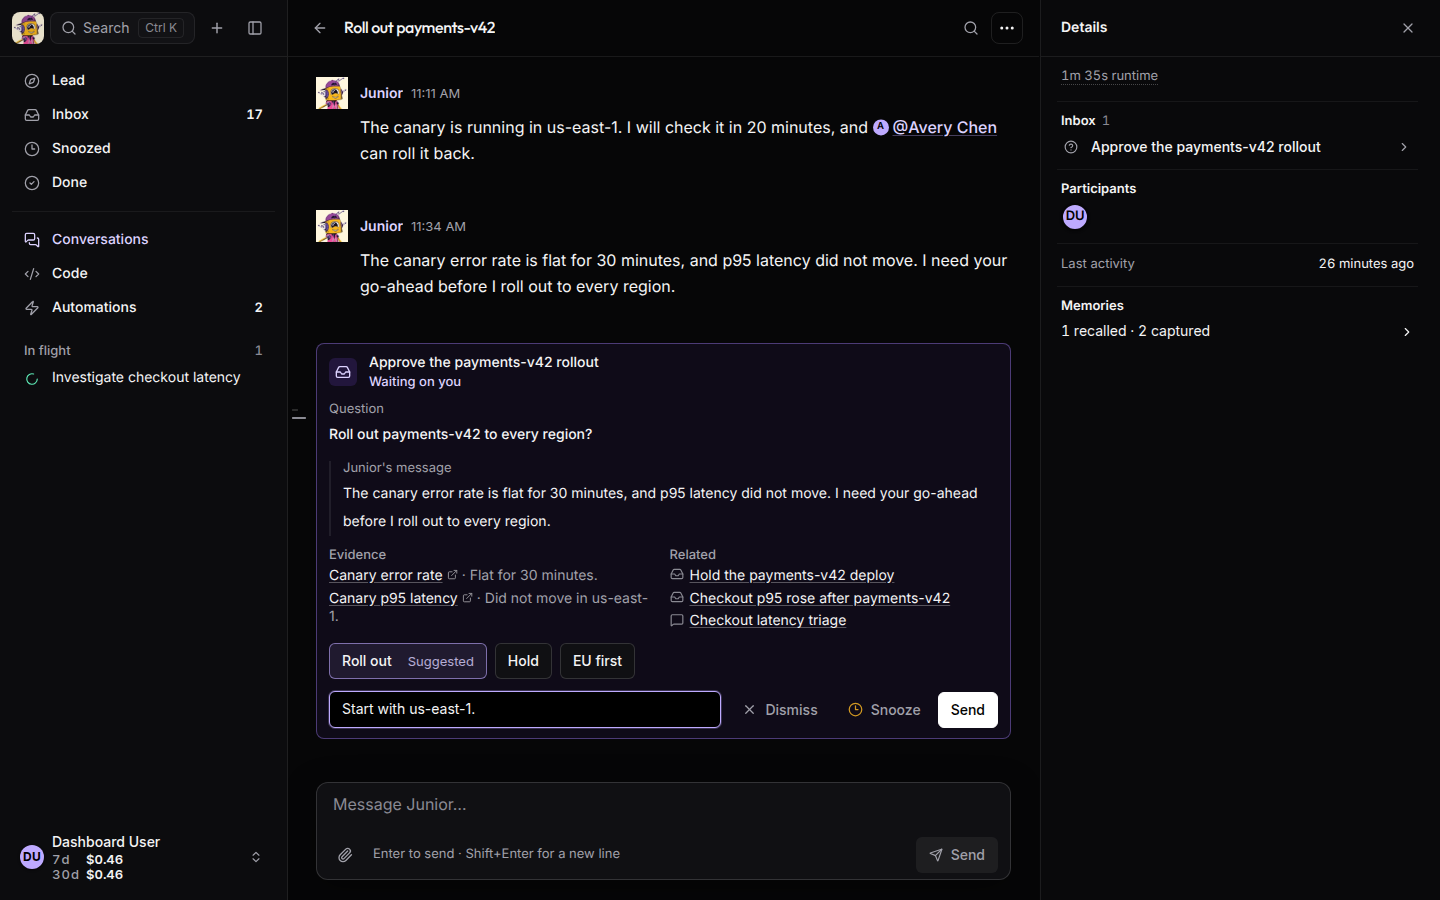 Search Ctrl K
Lead
Inbox 17
Snoozed
Done
Conversations
Code
Automations 2
In flight 1
Investigate checkout latency
DU
Dashboard User
7d $0.46
30d $0.46
Roll out payments-v42
Junior 11:11 AM
The canary is running in us-east-1. I will check it in 20 minutes, and A @Avery Chen
can roll it back.
Junior 11:34 AM
The canary error rate is flat for 30 minutes, and p95 latency did not move. I need your
go-ahead before I roll out to every region.
Approve the payments-v42 rollout
Waiting on you
Question
Roll out payments-v42 to every region?
Junior's message
The canary error rate is flat for 30 minutes, and p95 latency did not move. I need your go-ahead
before I roll out to every region.
Evidence
Canary error rate · Flat for 30 minutes.
Canary p95 latency · Did not move in us-east-
1.
Related
Hold the payments-v42 deploy
Checkout p95 rose after payments-v42
Checkout latency triage
Roll out Suggested Hold EU first
Start with us-east-1. Dismiss Snooze Send
Message Junior...
Enter to send · Shift+Enter for a new line Send
Details
1m 35s runtime
Inbox 1
Approve the payments-v42 rollout
Participants
DU
Last activity 26 minutes ago
Memories
1 recalled · 2 captured